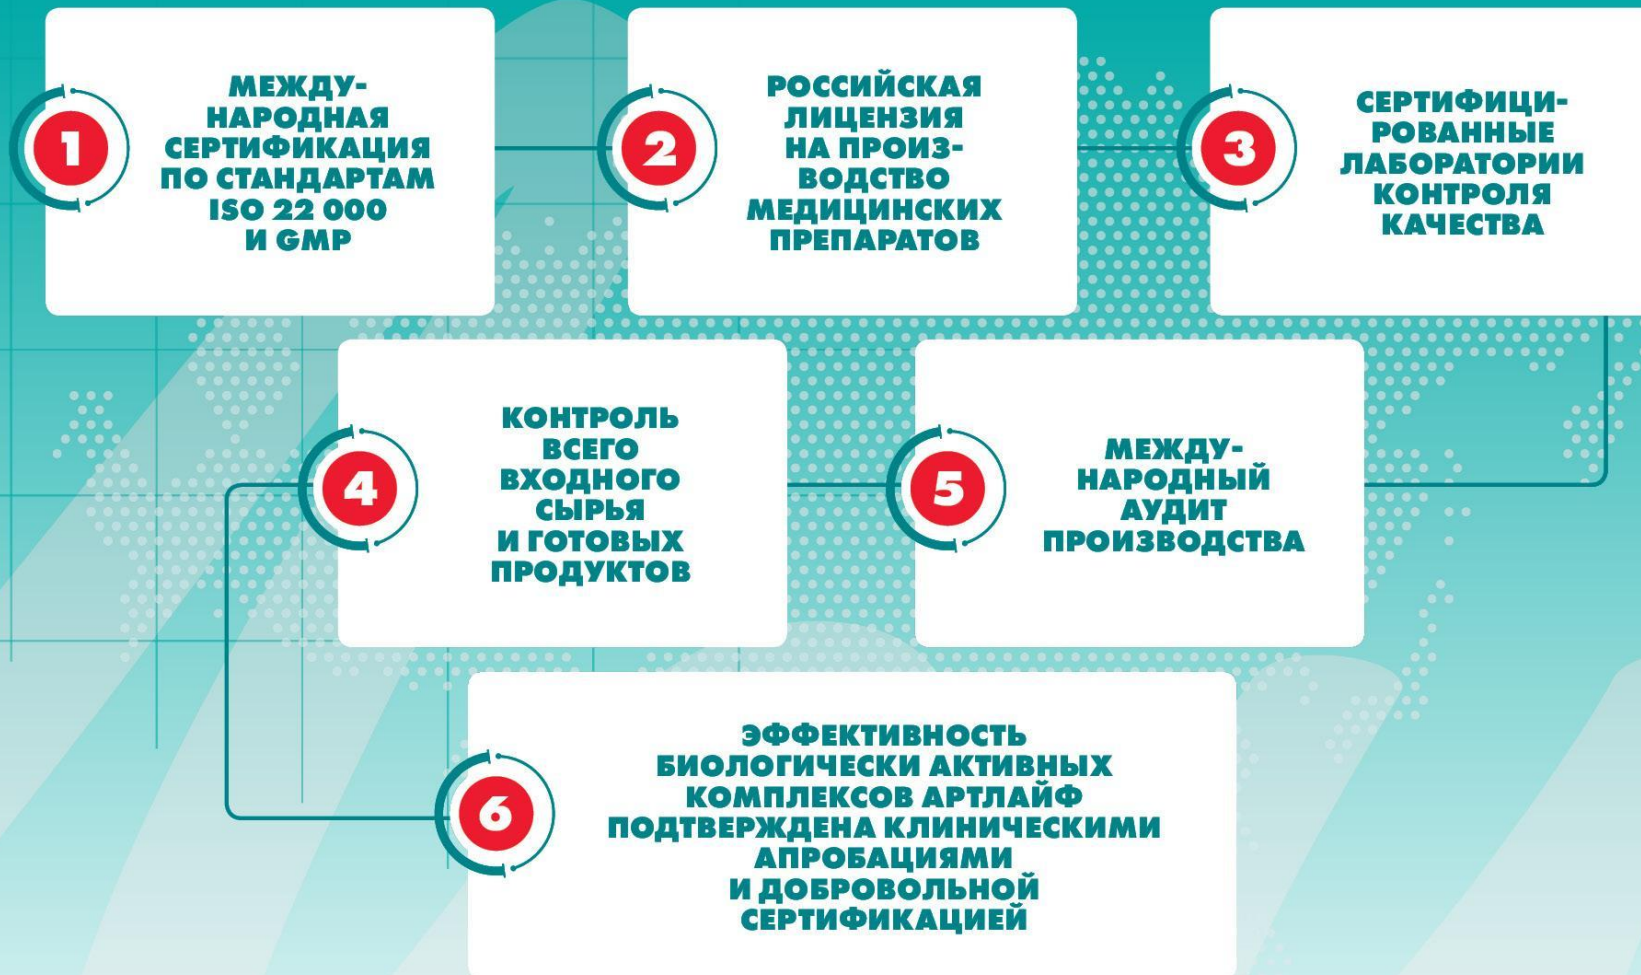 1
МЕЖДУ-
НАРОДНАЯ
СЕРТИФИКАЦИЯ
ПО СТАНДАРТАМ
ISO 22 000
И GMP
2
РОССИЙСКАЯ
ЛИЦЕНЗИЯ
НА ПРОИЗ-
ВОДСТВО
МЕДИЦИНСКИХ
ПРЕПАРАТОВ
3
СЕРТИФИЦИ-
РОВАННЫЕ
ЛАБОРАТОРИИ
КОНТРОЛЯ
КАЧЕСТВА
4
КОНТРОЛЬ
ВСЕГО
ВХОДНОГО
СЫРЬЯ
И ГОТОВЫХ
ПРОДУКТОВ
5
МЕЖДУ-
НАРОДНЫЙ
АУДИТ
ПРОИЗВОДСТВА
6
ЭФФЕКТИВНОСТЬ
БИОЛОГИЧЕСКИ АКТИВНЫХ
КОМПЛЕКСОВ АРТЛАЙФ
ПОДТВЕРЖДЕНА КЛИНИЧЕСКИМИ
АПРОБАЦИЯМИ
И ДОБРОВОЛЬНОЙ
СЕРТИФИКАЦИЕЙ